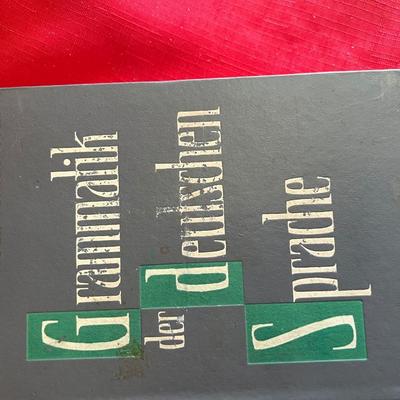 Grammatik
der deutschen
Sprache